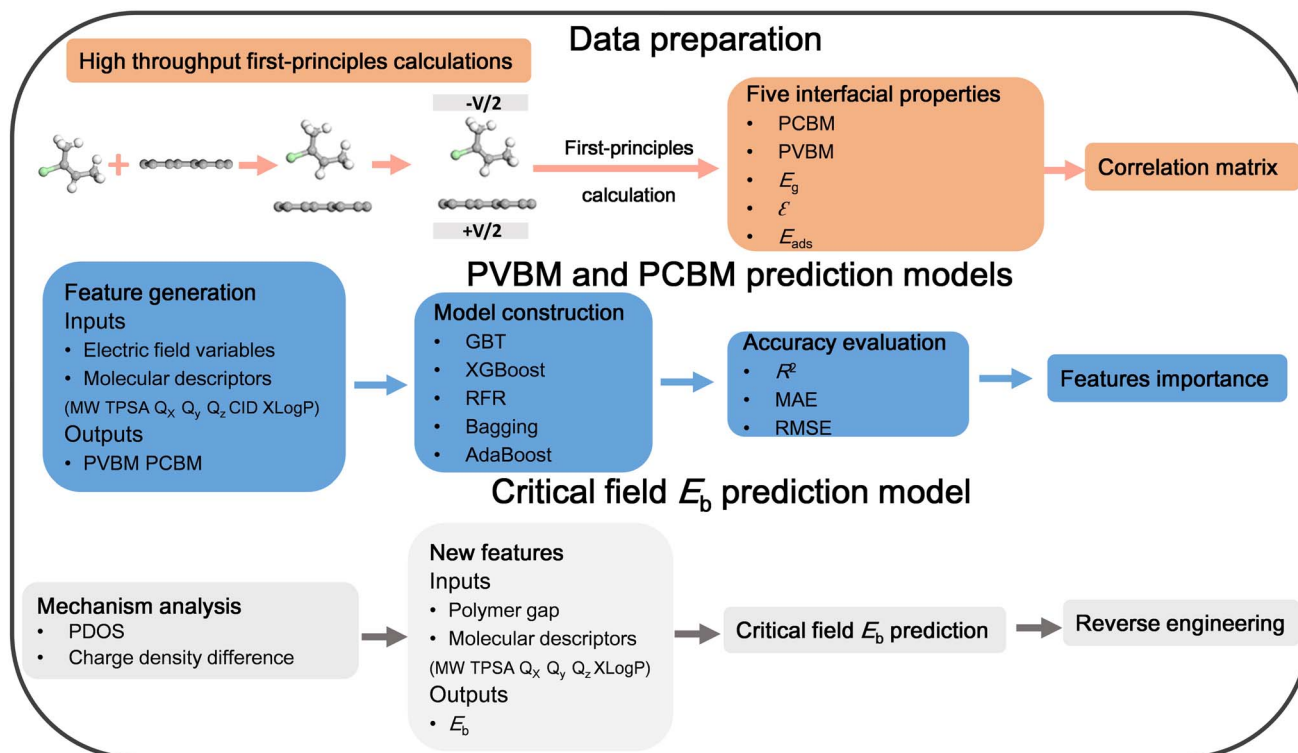 Data preparation
High throughput first-principles calculations
-V/2
+
+V/2
First-principles
calculation
Five interfacial properties
• PCBM
• PVBM
• Eg
• ε
• Eads
Correlation matrix
PVBM and PCBM prediction models
Feature generation
Inputs
• Electric field variables
• Molecular descriptors
(MW TPSA QX Qy Qz CID XLogP)
Outputs
• PVBM PCBM
Model construction
• GBT
• XGBoost
• RFR
• Bagging
• AdaBoost
Accuracy evaluation
• R²
• MAE
• RMSE
Features importance
Critical field Eb prediction model
Mechanism analysis
• PDOS
• Charge density difference
New features
Inputs
• Polymer gap
• Molecular descriptors
(MW TPSA QX Qy Qz XLogP)
Outputs
• Eb
Critical field Eb prediction
Reverse engineering